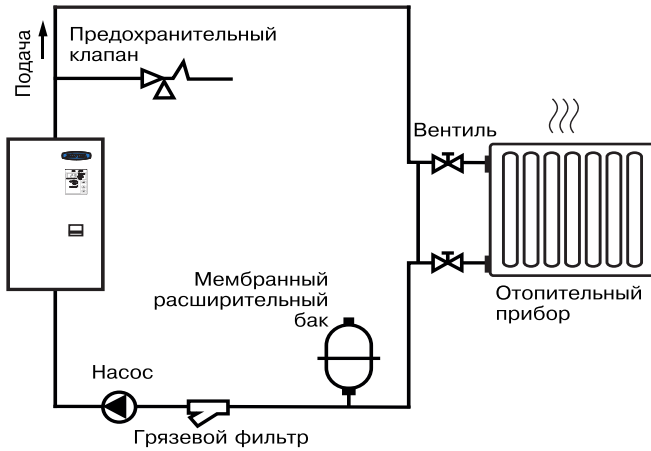 Подача
Предохранительный
клапан
Вентиль
Мембранный
расширительный
бак
Отопительный
прибор
Насос
Грязевой фильтр